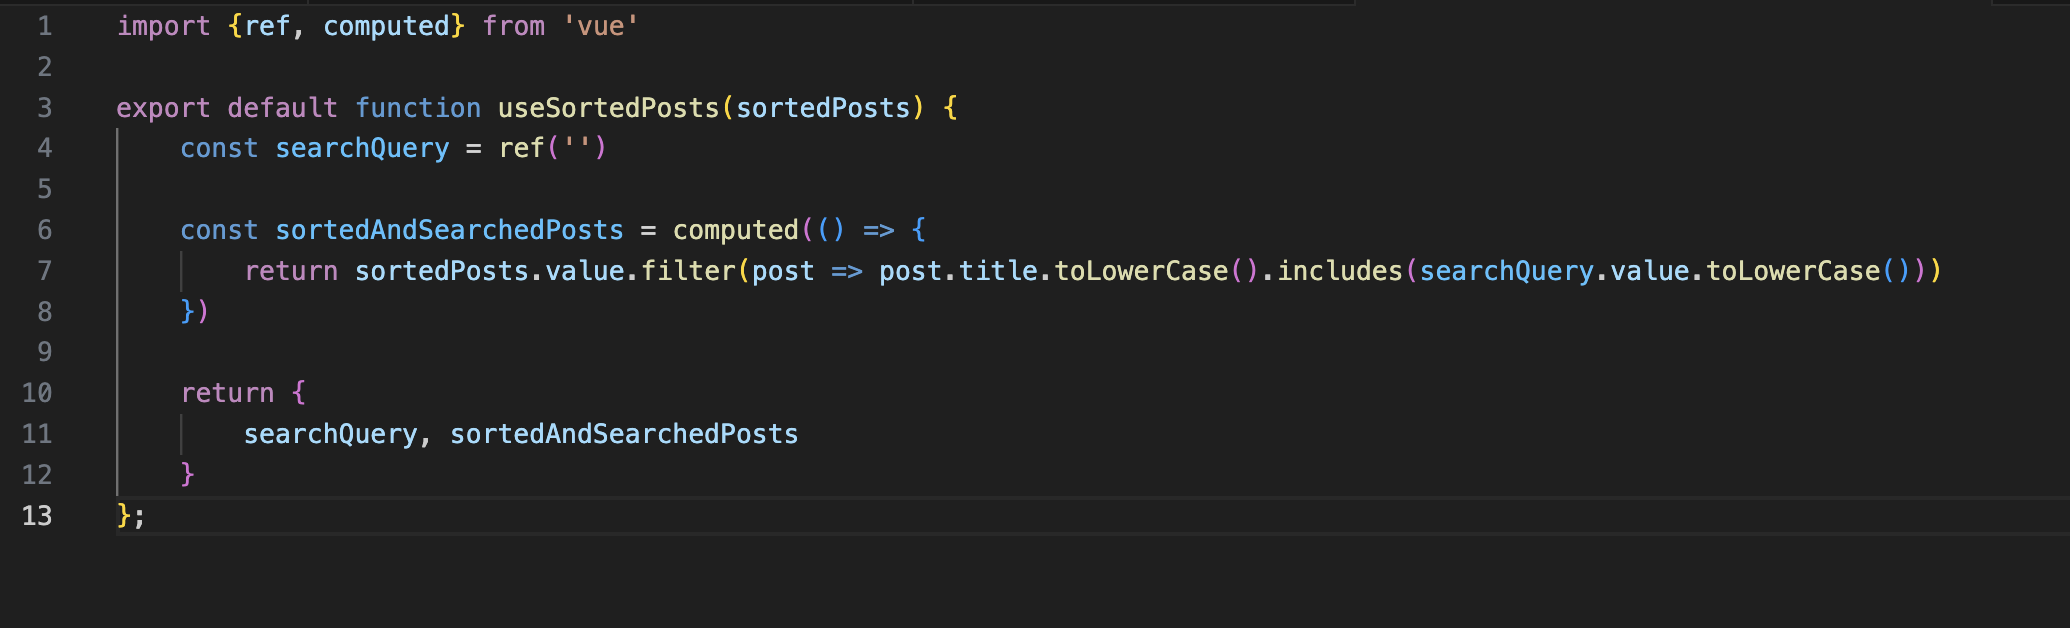 1 import {ref, computed} from 'vue'
2
3 export default function useSortedPosts(sortedPosts) {
4     const searchQuery = ref('')
5
6     const sortedAndSearchedPosts = computed(() => {
7         return sortedPosts.value.filter(post => post.title.toLowerCase().includes(searchQuery.value.toLowerCase()))
8     })
9
10     return {
11         searchQuery, sortedAndSearchedPosts
12     }
13 };